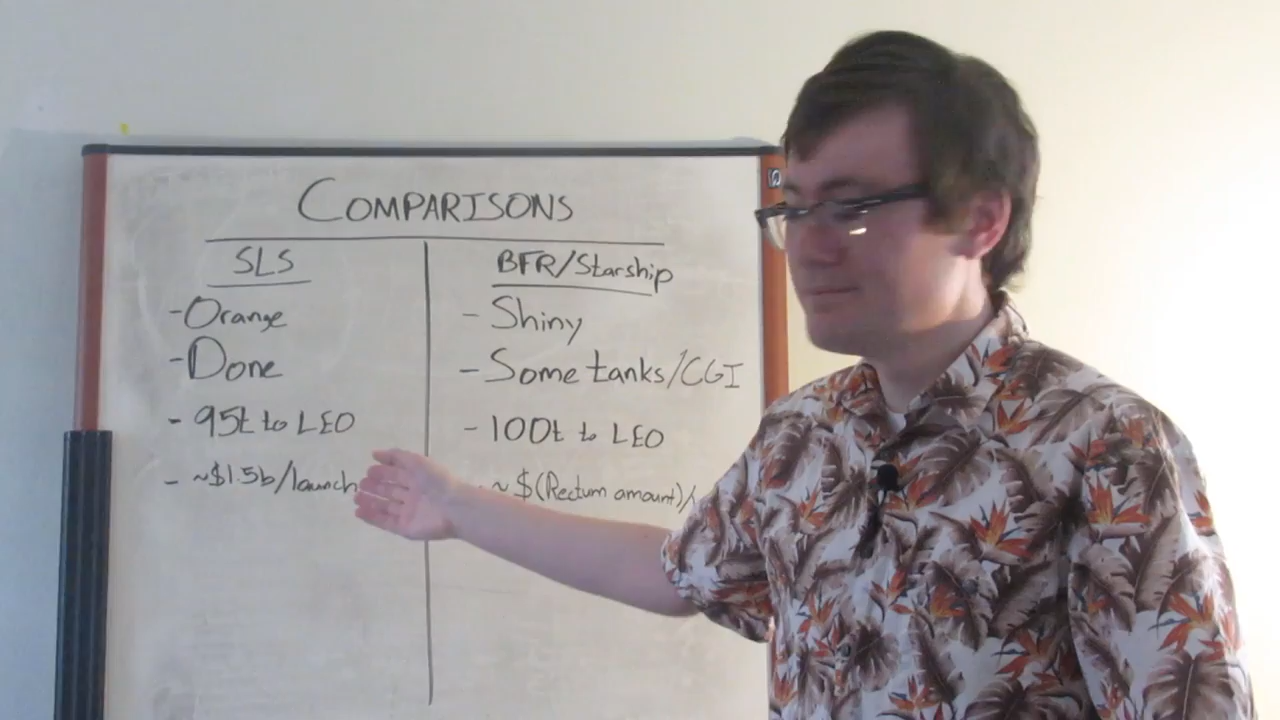 COMPARISONS
SLS
- Orange
- Done
- 95t to LEO
- ~$1.5b/launch
BFR/Starship
- Shiny
- Some tanks/CGI
- 100t to LEO
- ~$(Rectum amount)/